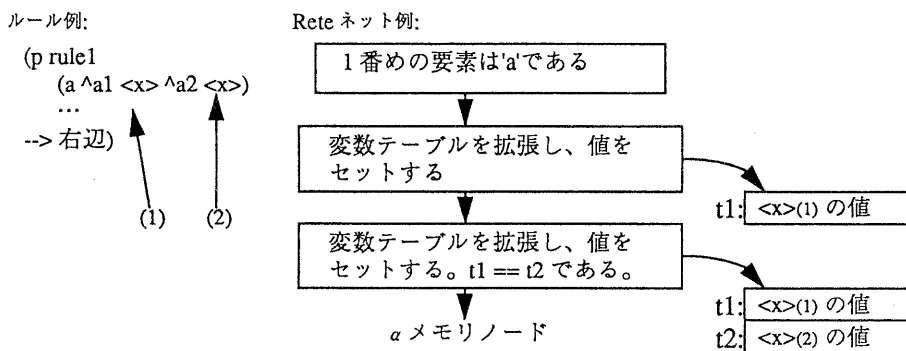 ルール例:
(p rule1
(a ^a1 <x> ^a2 <x>)
…
--> 右辺)
(1)
(2)
Rete ネット例:
1 番めの要素は'a'である
変数テーブルを拡張し、値を
セットする
t1: <x>(1) の値
変数テーブルを拡張し、値を
セットする。t1 == t2 である。
t1: <x>(1) の値
t2: <x>(2) の値
α メモリノード